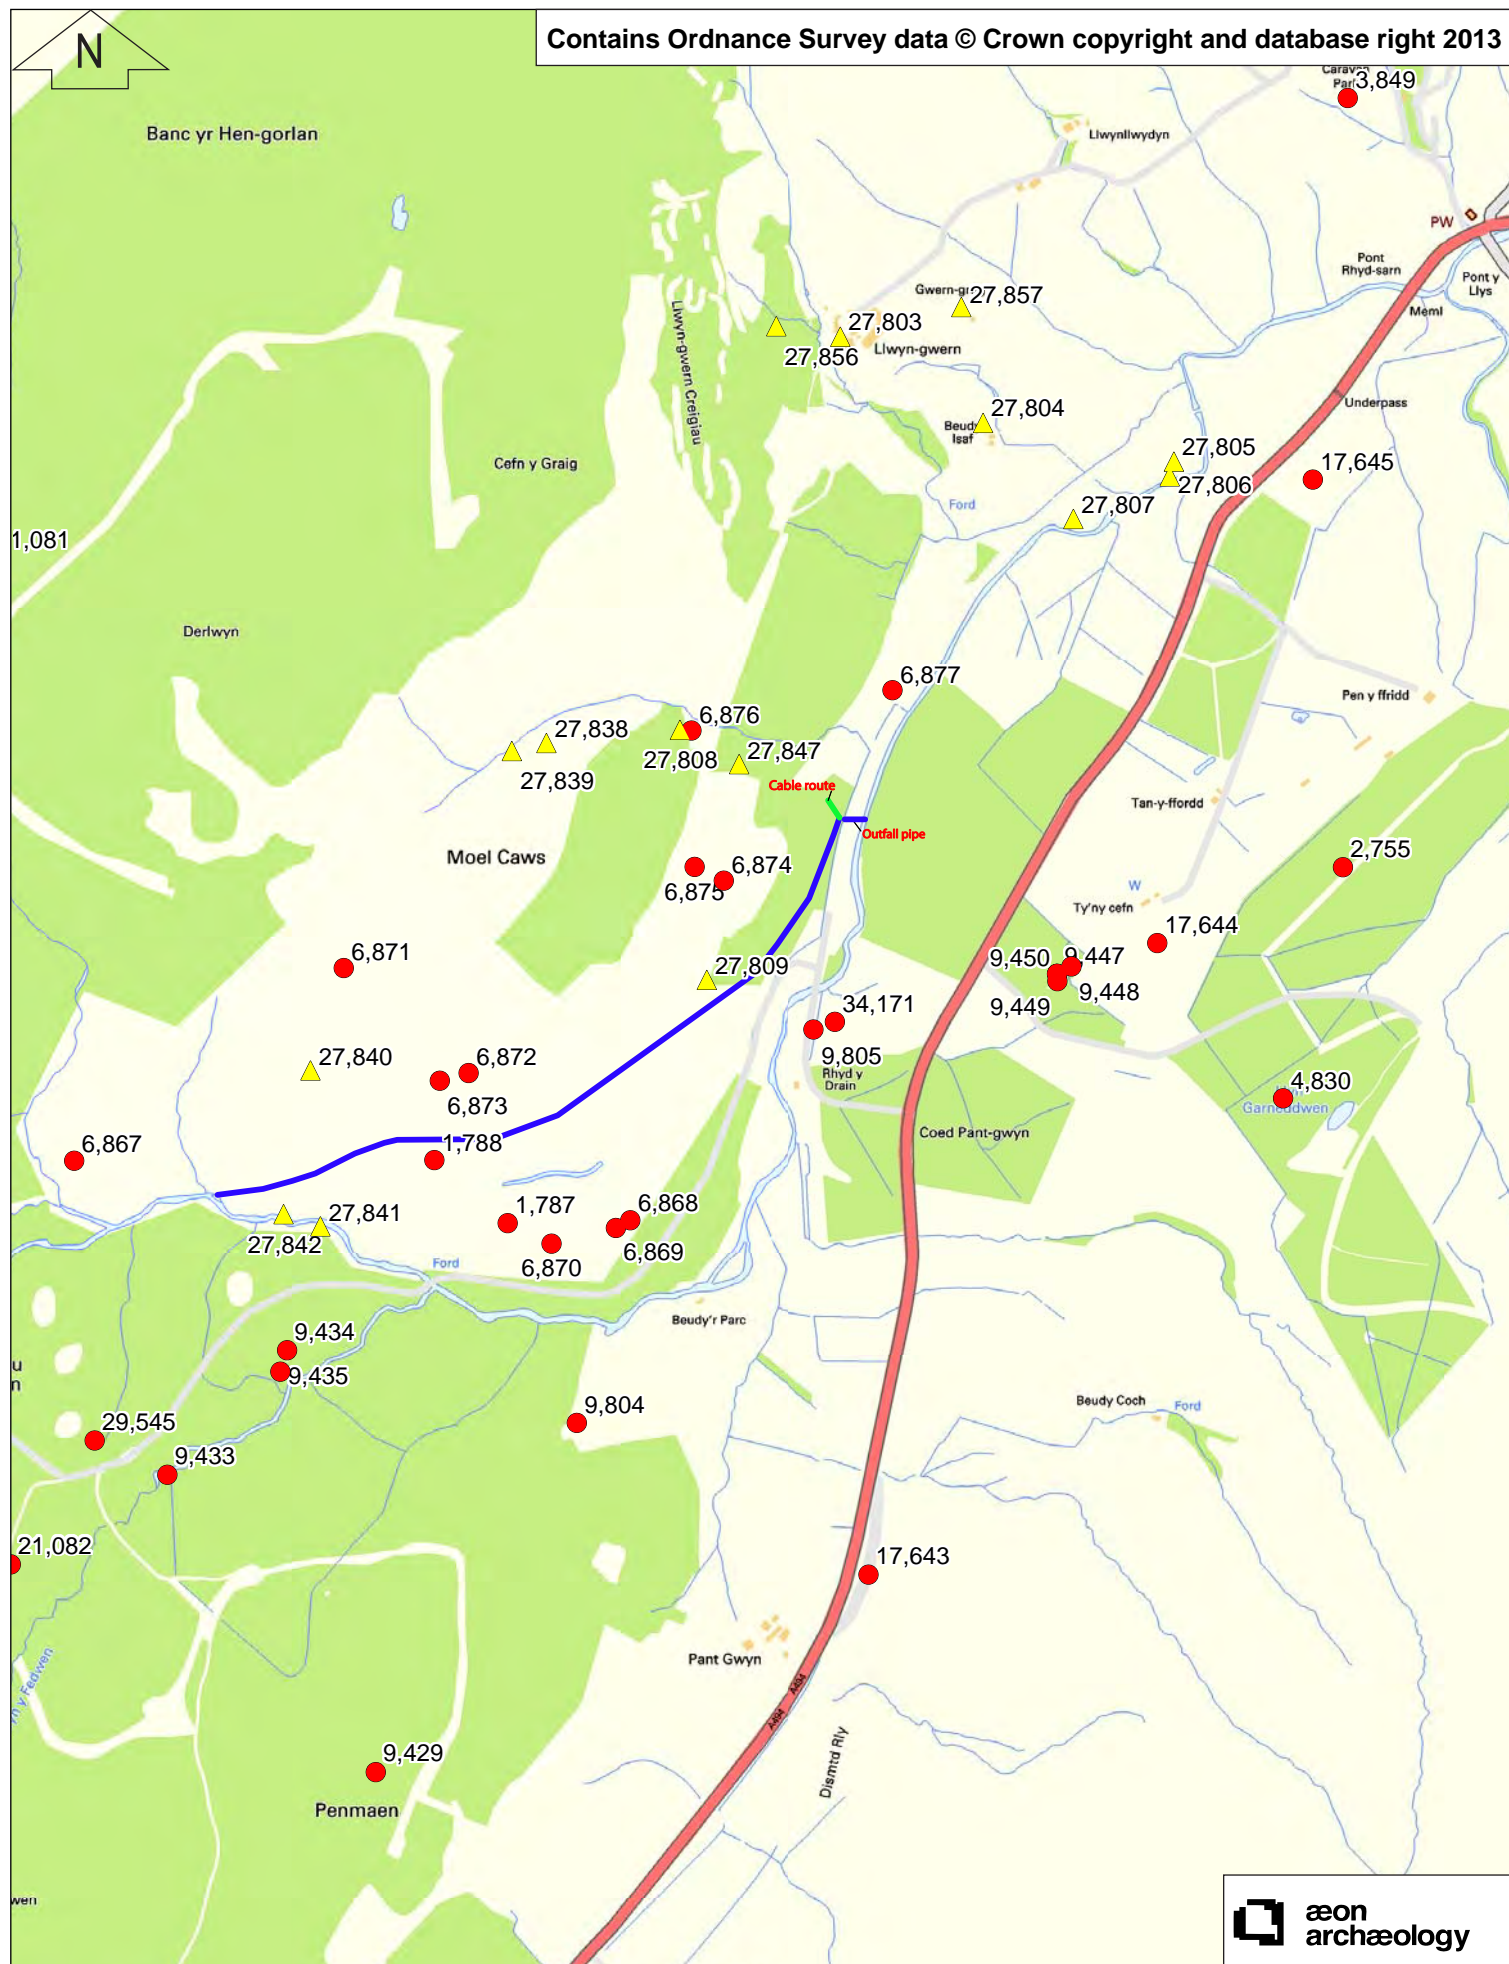 N
Contains Ordnance Survey data © Crown copyright and database right 2013
Caravan
Park
3,849
Banc yr Hen-gorlan
Llwynllwydyn
PW
Pont
Rhyd-sarn
Pont y
Llys
Meml
27,857
27,803
27,856
Llwyn-gwern
Llwyn-gwern Creigiau
Underpass
27,804
Beudy
Isaf
Cefn y Graig
27,805
17,645
27,806
Ford
27,807
1,081
Derlwyn
6,877
Pen y ffridd
6,876
27,838
27,808
27,847
27,839
Cable route
Tan-y-ffordd
Outfall pipe
Moel Caws
2,755
6,874
6,875
W
Ty'ny cefn
17,644
6,871
9,450
9,447
27,809
9,448
9,449
34,171
9,805
27,840
6,872
Rhyd y
Drain
6,873
4,830
Garneddwen
Coed Pant-gwyn
1,788
6,867
27,841
1,787
6,868
27,842
6,869
6,870
Ford
Beudy'r Parc
9,434
u
n
9,435
Beudy Coch
Ford
9,804
29,545
9,433
21,082
17,643
Pant Gwyn
yn y Fedwen
A494
A494
Dismtd Rly
9,429
Penmaen
wen
æon
archæology